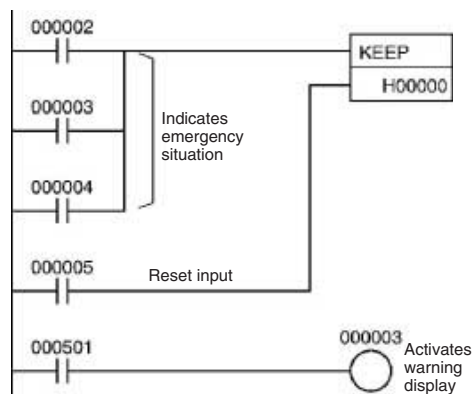 000002
KEEP
H00000
000003
Indicates
emergency
situation
000004
000005
Reset input
000501
000003
Activates
warning
display